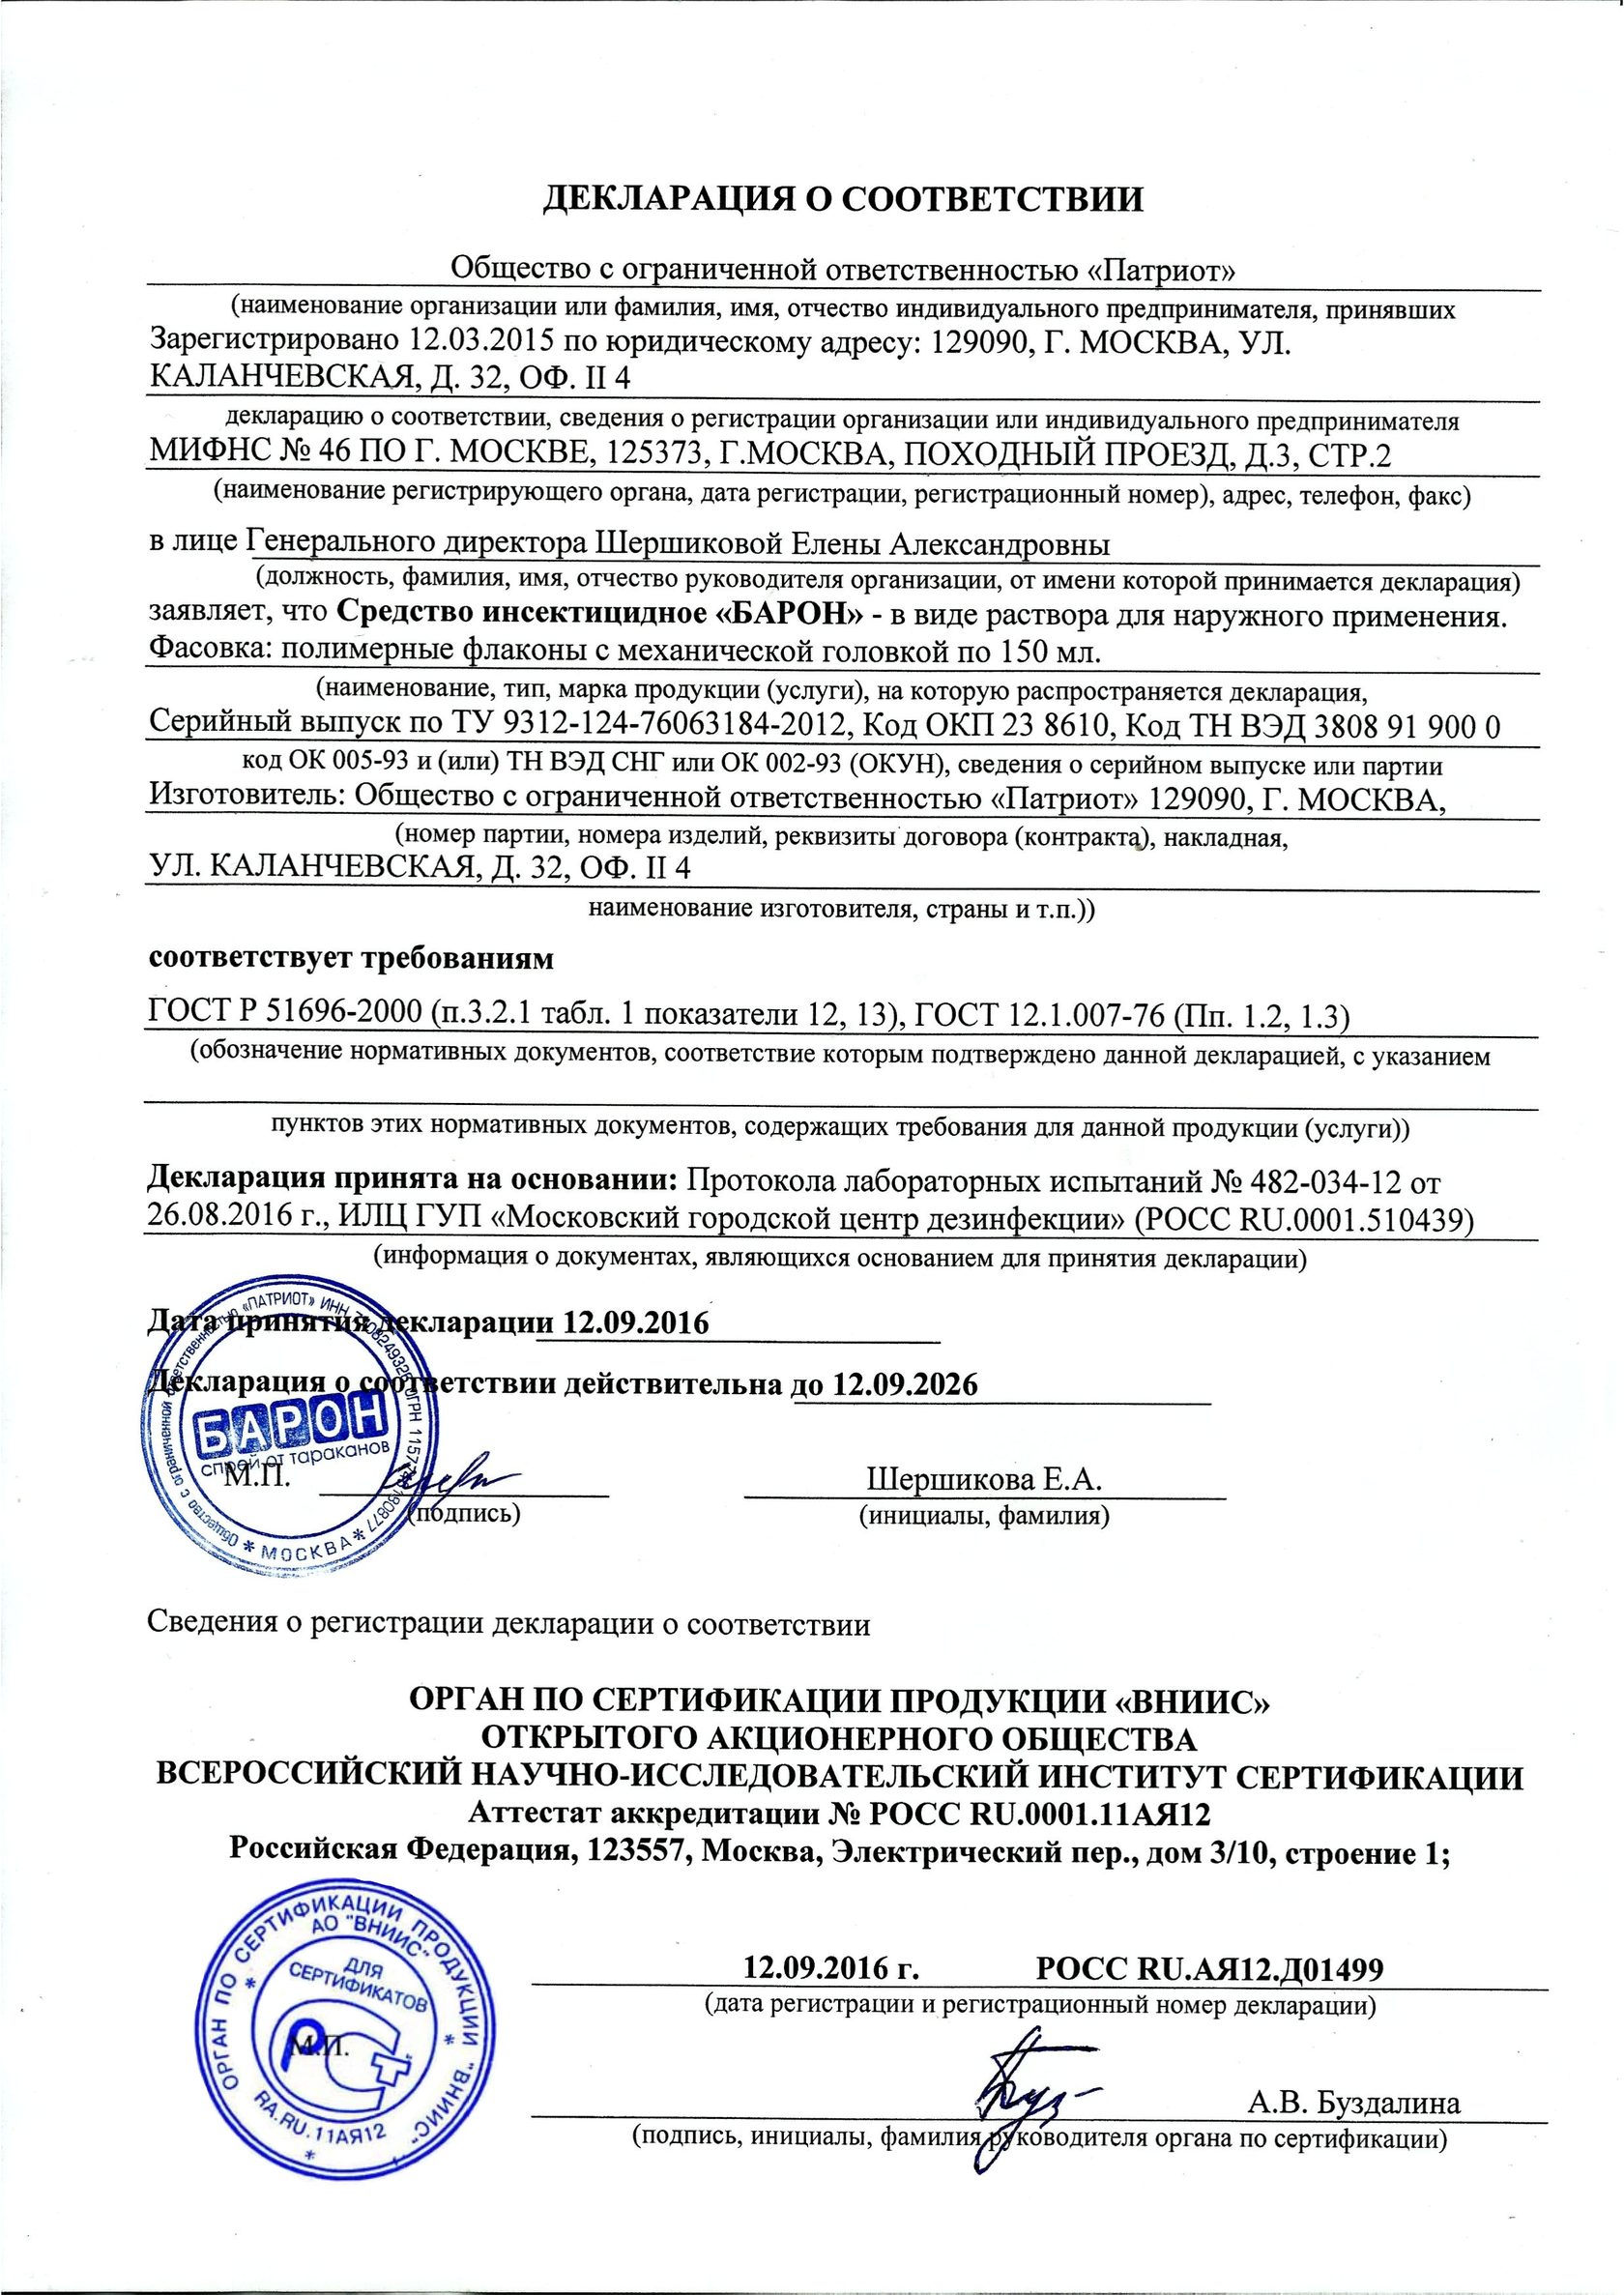 ДЕКЛАРАЦИЯ О СООТВЕТСТВИИ
Общество с ограниченной ответственностью «Патриот»
(наименование организации или фамилия, имя, отчество индивидуального предпринимателя, принявших
Зарегистрировано 12.03.2015 по юридическому адресу: 129090, Г. МОСКВА, УЛ.
КАЛАНЧЕВСКАЯ, Д. 32, ОФ. II 4
декларацию о соответствии, сведения о регистрации организации или индивидуального предпринимателя
МИФНС № 46 ПО Г. МОСКВЕ, 125373, Г.МОСКВА, ПОХОДНЫЙ ПРОЕЗД, Д.3, СТР.2
(наименование регистрирующего органа, дата регистрации, регистрационный номер), адрес, телефон, факс)
в лице Генерального директора Шершиковой Елены Александровны
(должность, фамилия, имя, отчество руководителя организации, от имени которой принимается декларация)
заявляет, что Средство инсектицидное «БАРОН» - в виде раствора для наружного применения.
Фасовка: полимерные флаконы с механической головкой по 150 мл.
(наименование, тип, марка продукции (услуги), на которую распространяется декларация,
Серийный выпуск по ТУ 9312-124-76063184-2012, Код ОКП 23 8610, Код ТН ВЭД 3808 91 900 0
код ОК 005-93 и (или) ТН ВЭД СНГ или ОК 002-93 (ОКУН), сведения о серийном выпуске или партии
Изготовитель: Общество с ограниченной ответственностью «Патриот» 129090, Г. МОСКВА,
(номер партии, номера изделий, реквизиты договора (контракта), накладная,
УЛ. КАЛАНЧЕВСКАЯ, Д. 32, ОФ. II 4
наименование изготовителя, страны и т.п.))
соответствует требованиям
ГОСТ Р 51696-2000 (п.3.2.1 табл. 1 показатели 12, 13), ГОСТ 12.1.007-76 (Пп. 1.2, 1.3)
(обозначение нормативных документов, соответствие которым подтверждено данной декларацией, с указанием
пунктов этих нормативных документов, содержащих требования для данной продукции (услуги))
Декларация принята на основании: Протокола лабораторных испытаний № 482-034-12 от
26.08.2016 г., ИЛЦ ГУП «Московский городской центр дезинфекции» (РОСС RU.0001.510439)
(информация о документах, являющихся основанием для принятия декларации)
Дата принятия декларации 12.09.2016
Декларация о соответствии действительна до 12.09.2026
Общество с ограниченной ответственностью «ПАТРИОТ» ИНН ОГРН
* МОСКВА *
БАРОН
спрей от тараканов
М.П.
Шершикова Е.А.
(подпись)
(инициалы, фамилия)
Сведения о регистрации декларации о соответствии
ОРГАН ПО СЕРТИФИКАЦИИ ПРОДУКЦИИ «ВНИИС»
ОТКРЫТОГО АКЦИОНЕРНОГО ОБЩЕСТВА
ВСЕРОССИЙСКИЙ НАУЧНО-ИССЛЕДОВАТЕЛЬСКИЙ ИНСТИТУТ СЕРТИФИКАЦИИ
Аттестат аккредитации № РОСС RU.0001.11АЯ12
Российская Федерация, 123557, Москва, Электрический пер., дом 3/10, строение 1;
ОРГАН ПО СЕРТИФИКАЦИИ ПРОДУКЦИИ "ВНИИС"
АО "ВНИИС"
ДЛЯ
СЕРТИФИКАТОВ
М.П.
RA.RU.11АЯ12
12.09.2016 г. РОСС RU.АЯ12.Д01499
(дата регистрации и регистрационный номер декларации)
А.В. Буздалина
(подпись, инициалы, фамилия руководителя органа по сертификации)